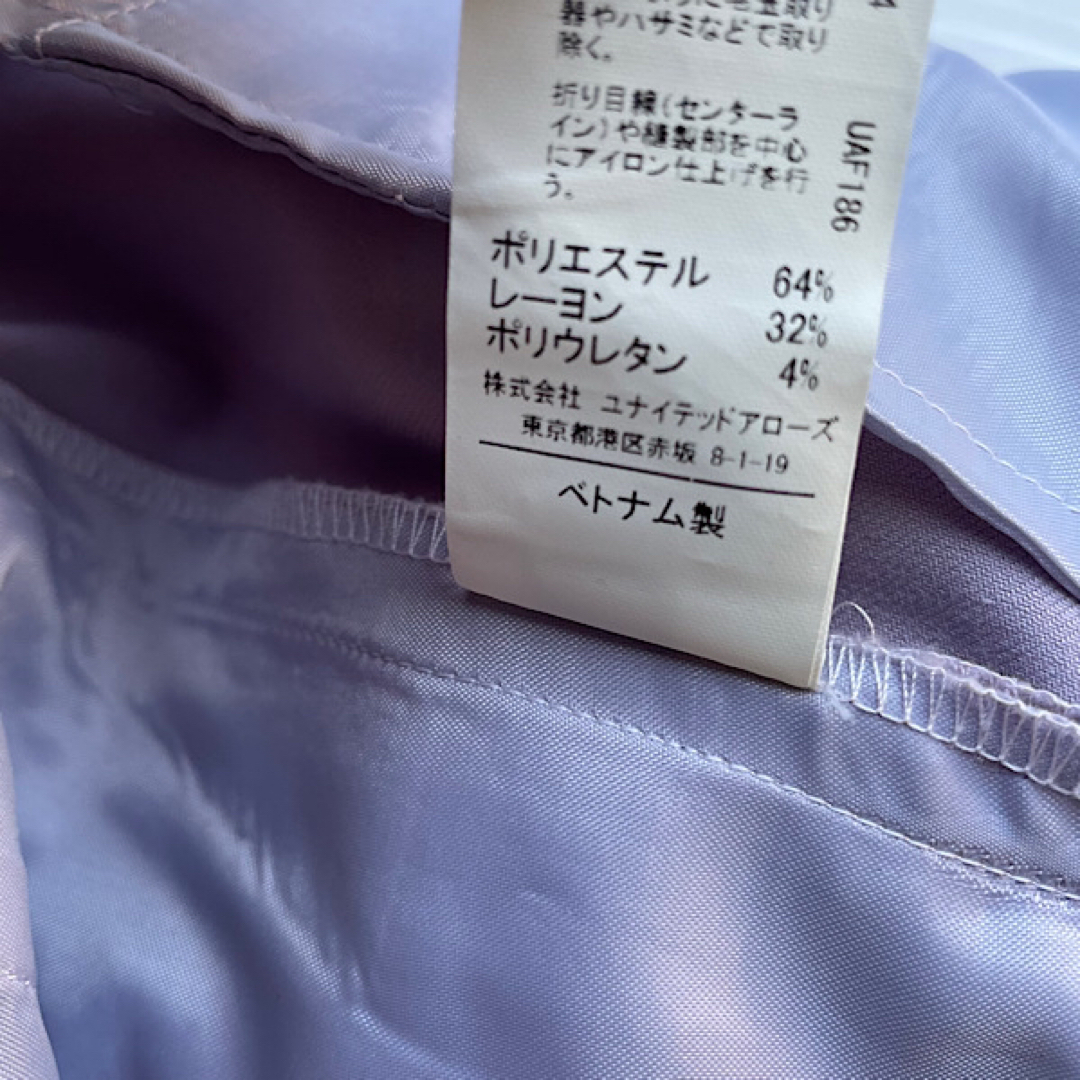 取り
器やハサミなどで取り
除く。
折り目線(センターラ
イン)や縫製部を中心
にアイロン仕上げを行
う。
UAF186
ポリエステル 64%
レーヨン 32%
ポリウレタン 4%
株式会社 ユナイテッドアローズ
東京都港区赤坂 8-1-19
ベトナム製